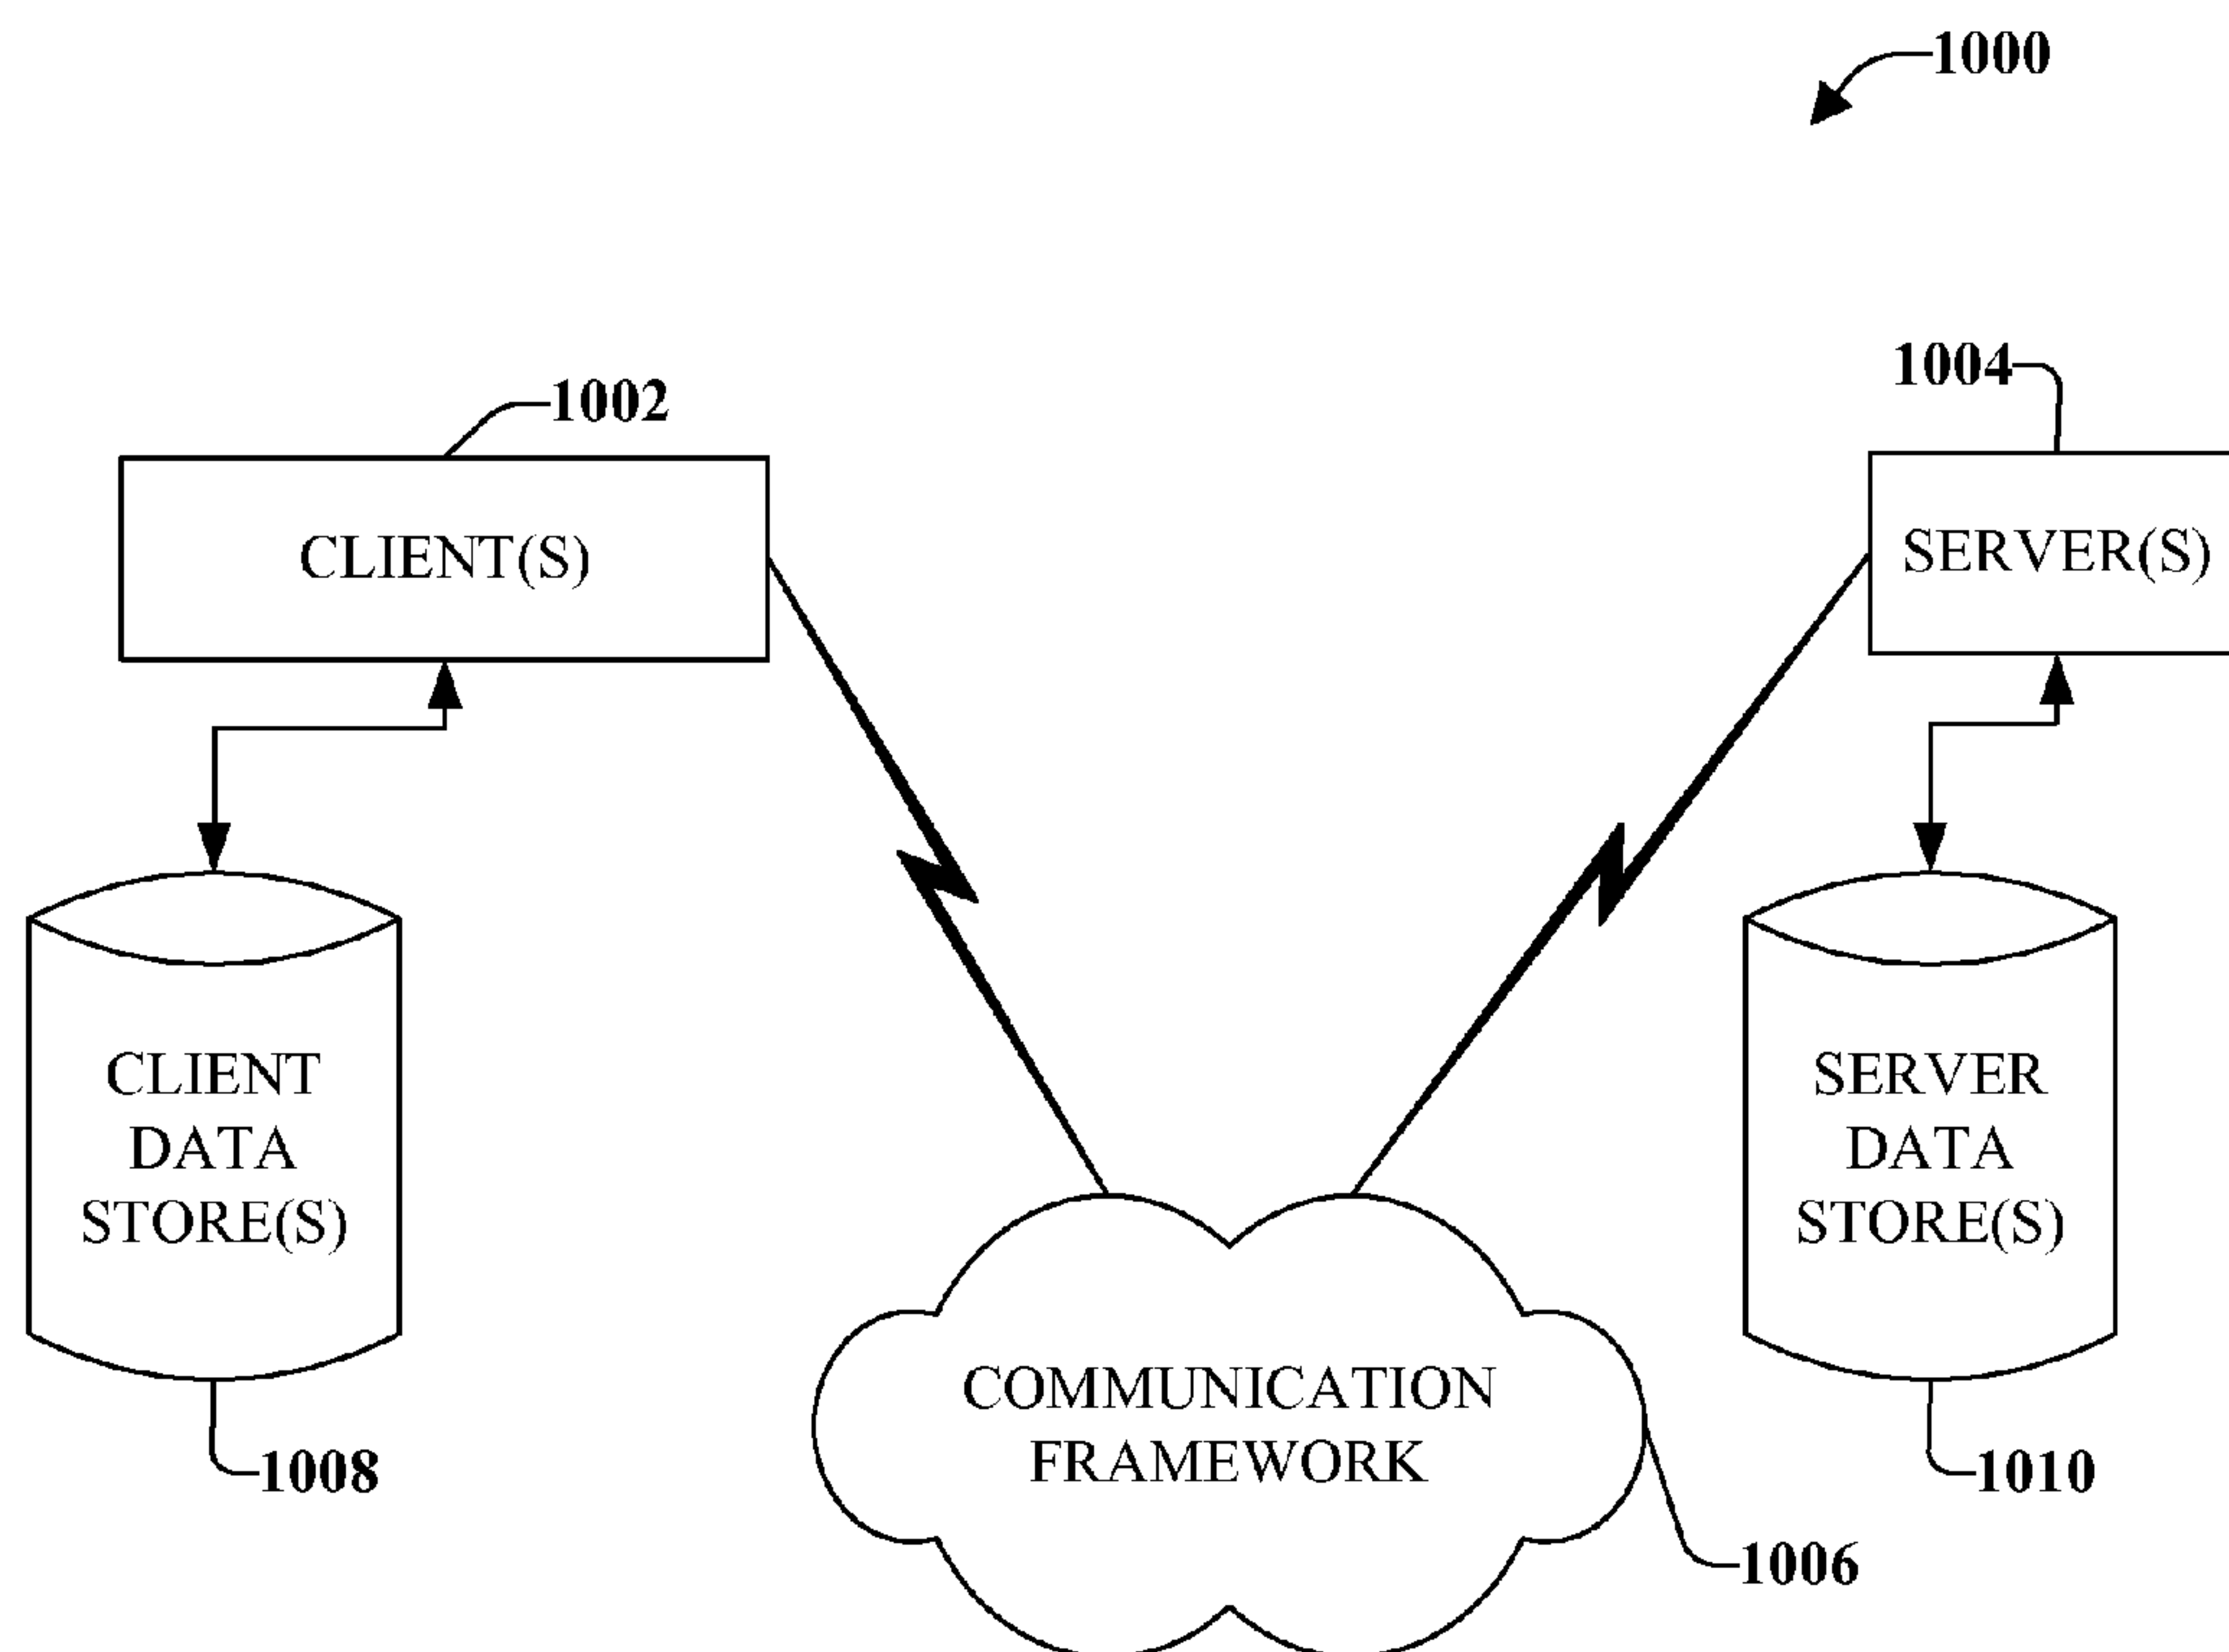 1000
1002
1004
CLIENT(S)
SERVER(S)
CLIENT
DATA
STORE(S)
SERVER
DATA
STORE(S)
COMMUNICATION
FRAMEWORK
1008
1010
1006